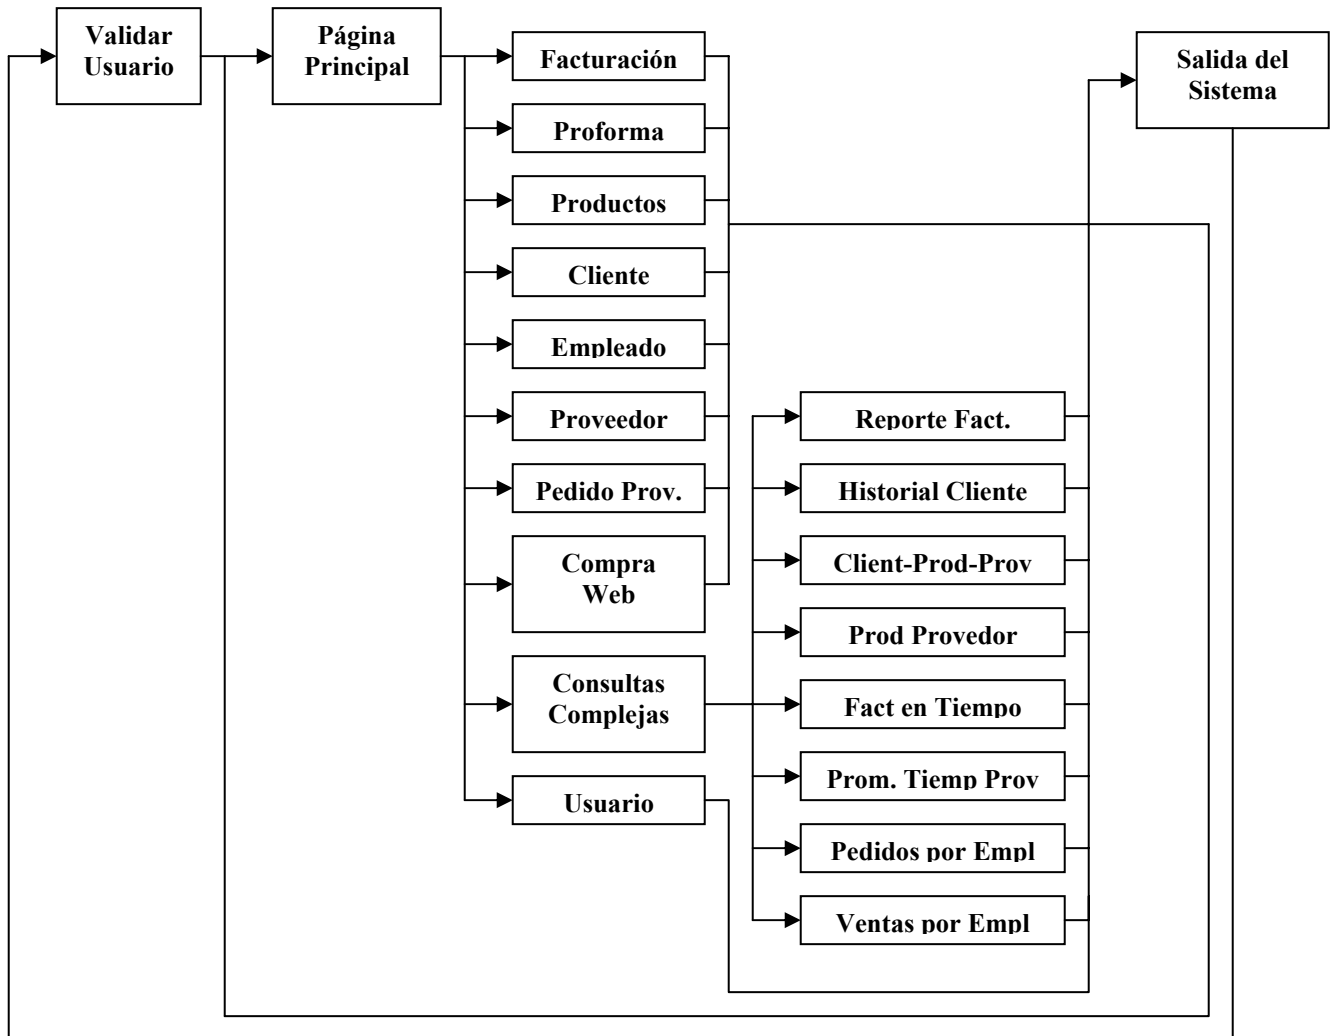 Validar
Usuario
Página
Principal
Facturación
Proforma
Productos
Cliente
Empleado
Proveedor
Pedido Prov.
Compra
Web
Consultas
Complejas
Usuario
Reporte Fact.
Historial Cliente
Client-Prod-Prov
Prod Provedor
Fact en Tiempo
Prom. Tiemp Prov
Pedidos por Empl
Ventas por Empl
Salida del
Sistema